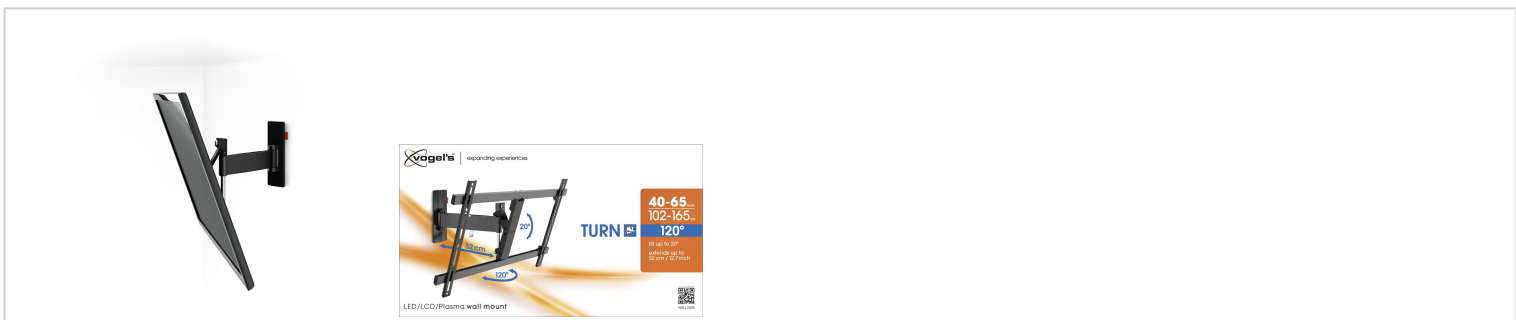 vogel's | expanding experiences
40-65
102-165
TURN 120°
20°
tilt up to 20°
32 cm
extends up to
32 cm / 12.7 inch
120°
LED/LCD/Plasma wall mount